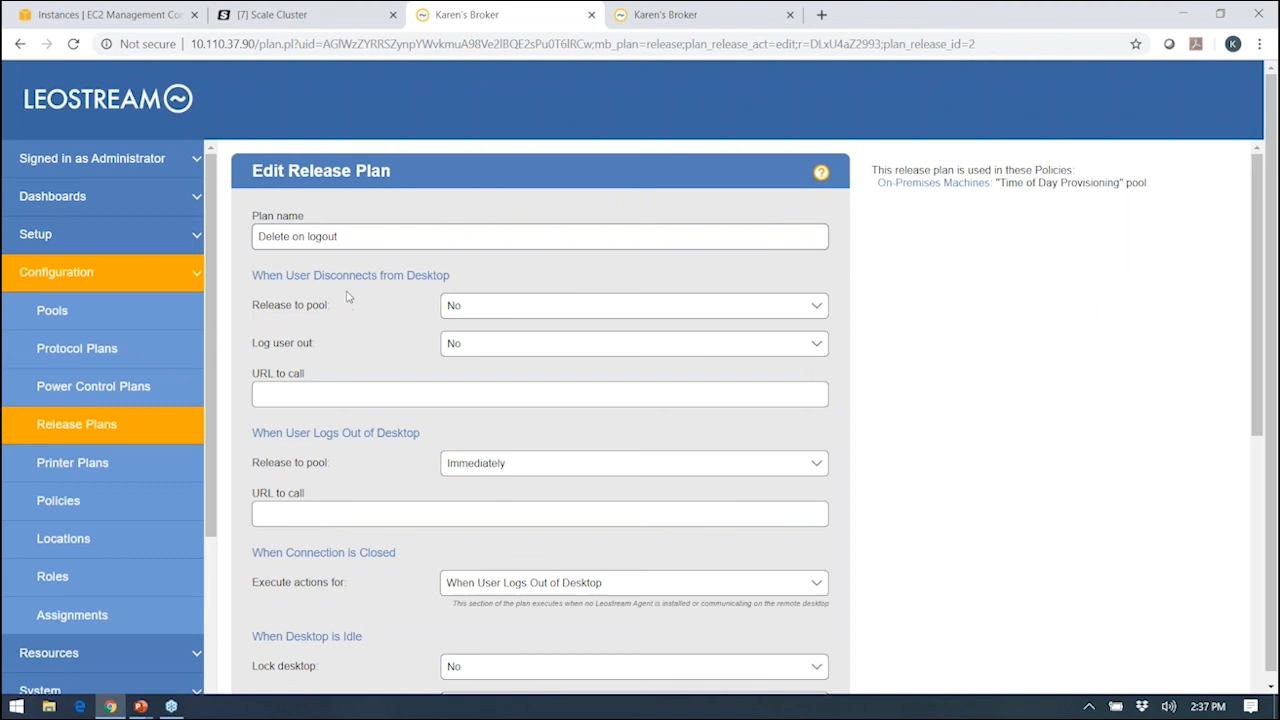 Instances | EC2 Management Con
[7] Scale Cluster
Karen's Broker
Karen's Broker
Not secure
10.110.37.90/plan.pl?uid=AGlWzZYRRSZynpYWvkmuA98Ve2lBQE2Pu0T6lRCw;mb_plan=release;plan_release_act=edit;r=DLxU4aZ2993;plan_release_id=2
K
LEOSTREAM
Signed in as Administrator
Dashboards
Setup
Configuration
Pools
Protocol Plans
Power Control Plans
Release Plans
Printer Plans
Policies
Locations
Roles
Assignments
Resources
System
Edit Release Plan
?
Plan name
Delete on logout
When User Disconnects from Desktop
Release to pool: No
Log user out: No
URL to call
When User Logs Out of Desktop
Release to pool: Immediately
URL to call
When Connection is Closed
Execute actions for: When User Logs Out of Desktop
This section of the plan executes when no Leostream Agent is installed or communicating on the remote desktop
When Desktop is Idle
Lock desktop: No
This release plan is used in these Policies:
On-Premises Machines: "Time of Day Provisioning" pool
2:37 PM